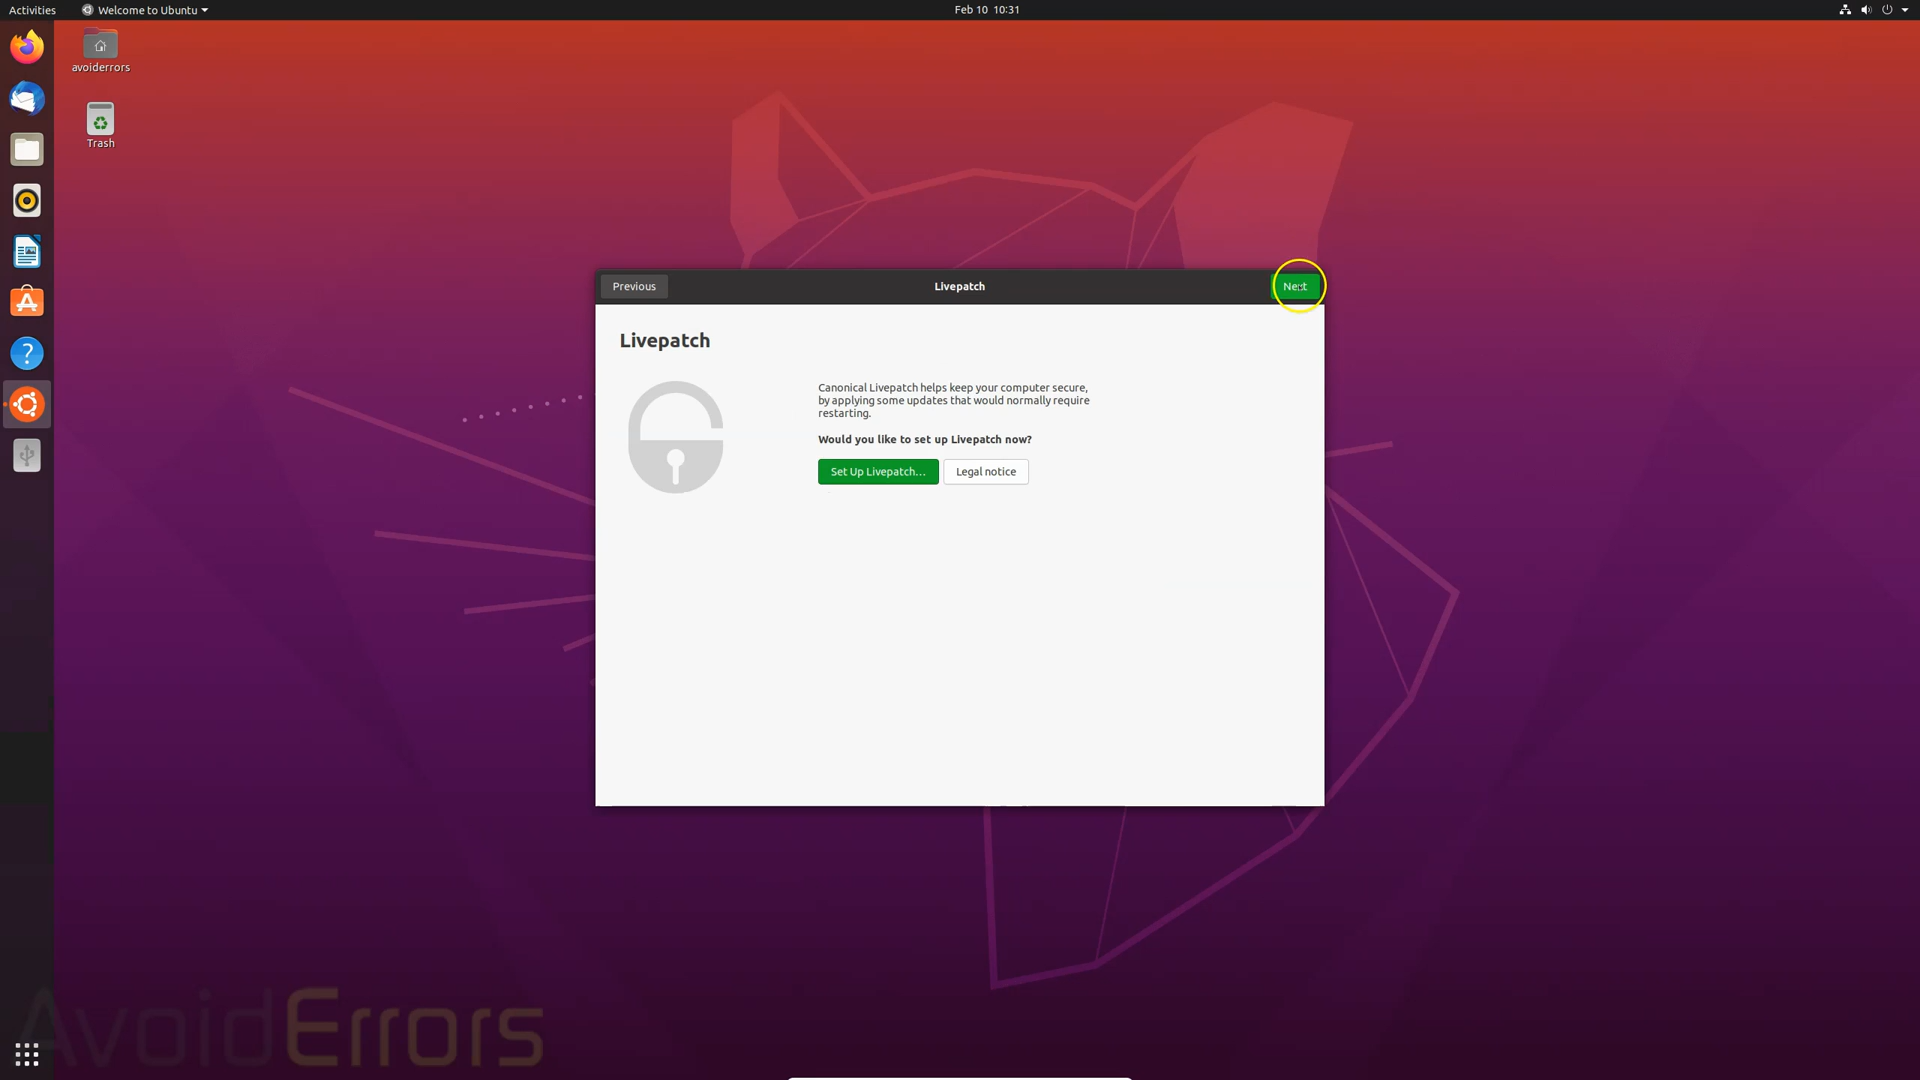 Activities
Welcome to Ubuntu
Feb 10 10:31
avoiderrors
Trash
Previous
Livepatch
Next
Livepatch
Canonical Livepatch helps keep your computer secure,
by applying some updates that would normally require
restarting.
Would you like to set up Livepatch now?
Set Up Livepatch…
Legal notice
AvoidErrors